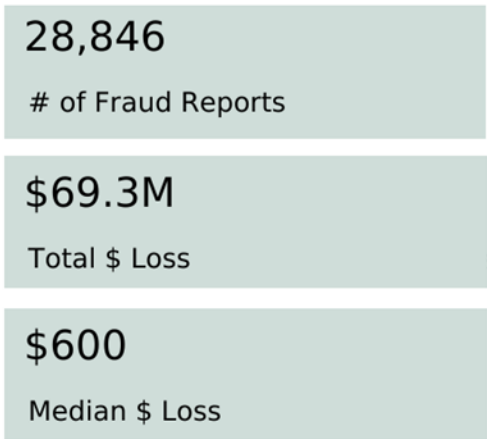 28,846
# of Fraud Reports
$69.3M
Total $ Loss
$600
Median $ Loss